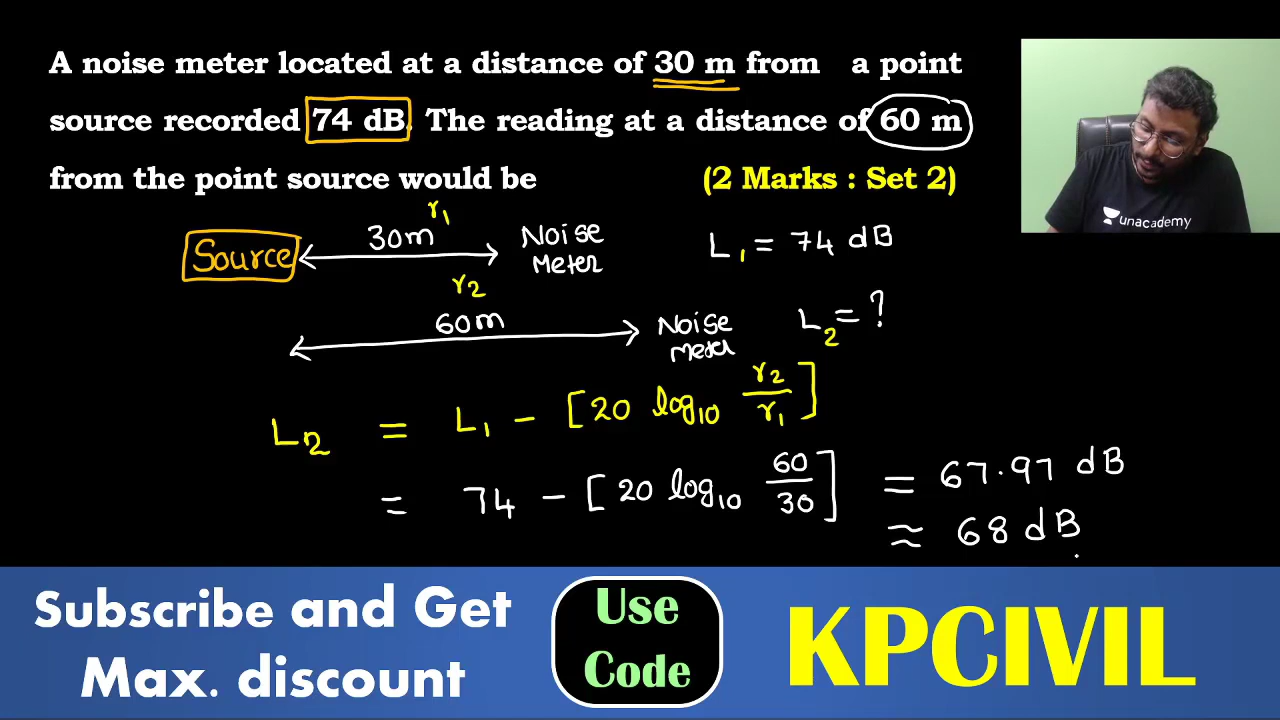 A noise meter located at a distance of 30 m from a point
source recorded 74 dB. The reading at a distance of 60 m
from the point source would be (2 Marks : Set 2)
unacademy
Source 30m r1 Noise Meter L1 = 74 dB
r2
60m Noise Meter L2 = ?
L2 = L1 - [20 log10 r2/r1]
= 74 - [20 log10 60/30] = 67.97 dB
≈ 68 dB
Subscribe and Get
Max. discount
Use
Code
KPCIVIL